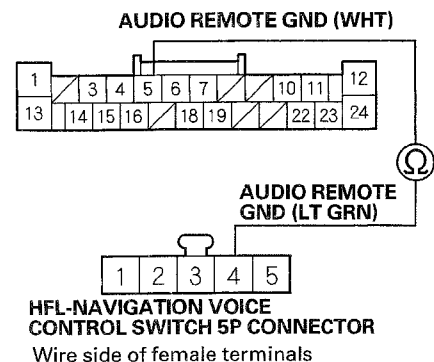 AUDIO REMOTE GND (WHT)
1 3 4 5 6 7 10 11 12
13 14 15 16 18 19 22 23 24
Ω
AUDIO REMOTE
GND (LT GRN)
1 2 3 4 5
HFL-NAVIGATION VOICE
CONTROL SWITCH 5P CONNECTOR
Wire side of female terminals